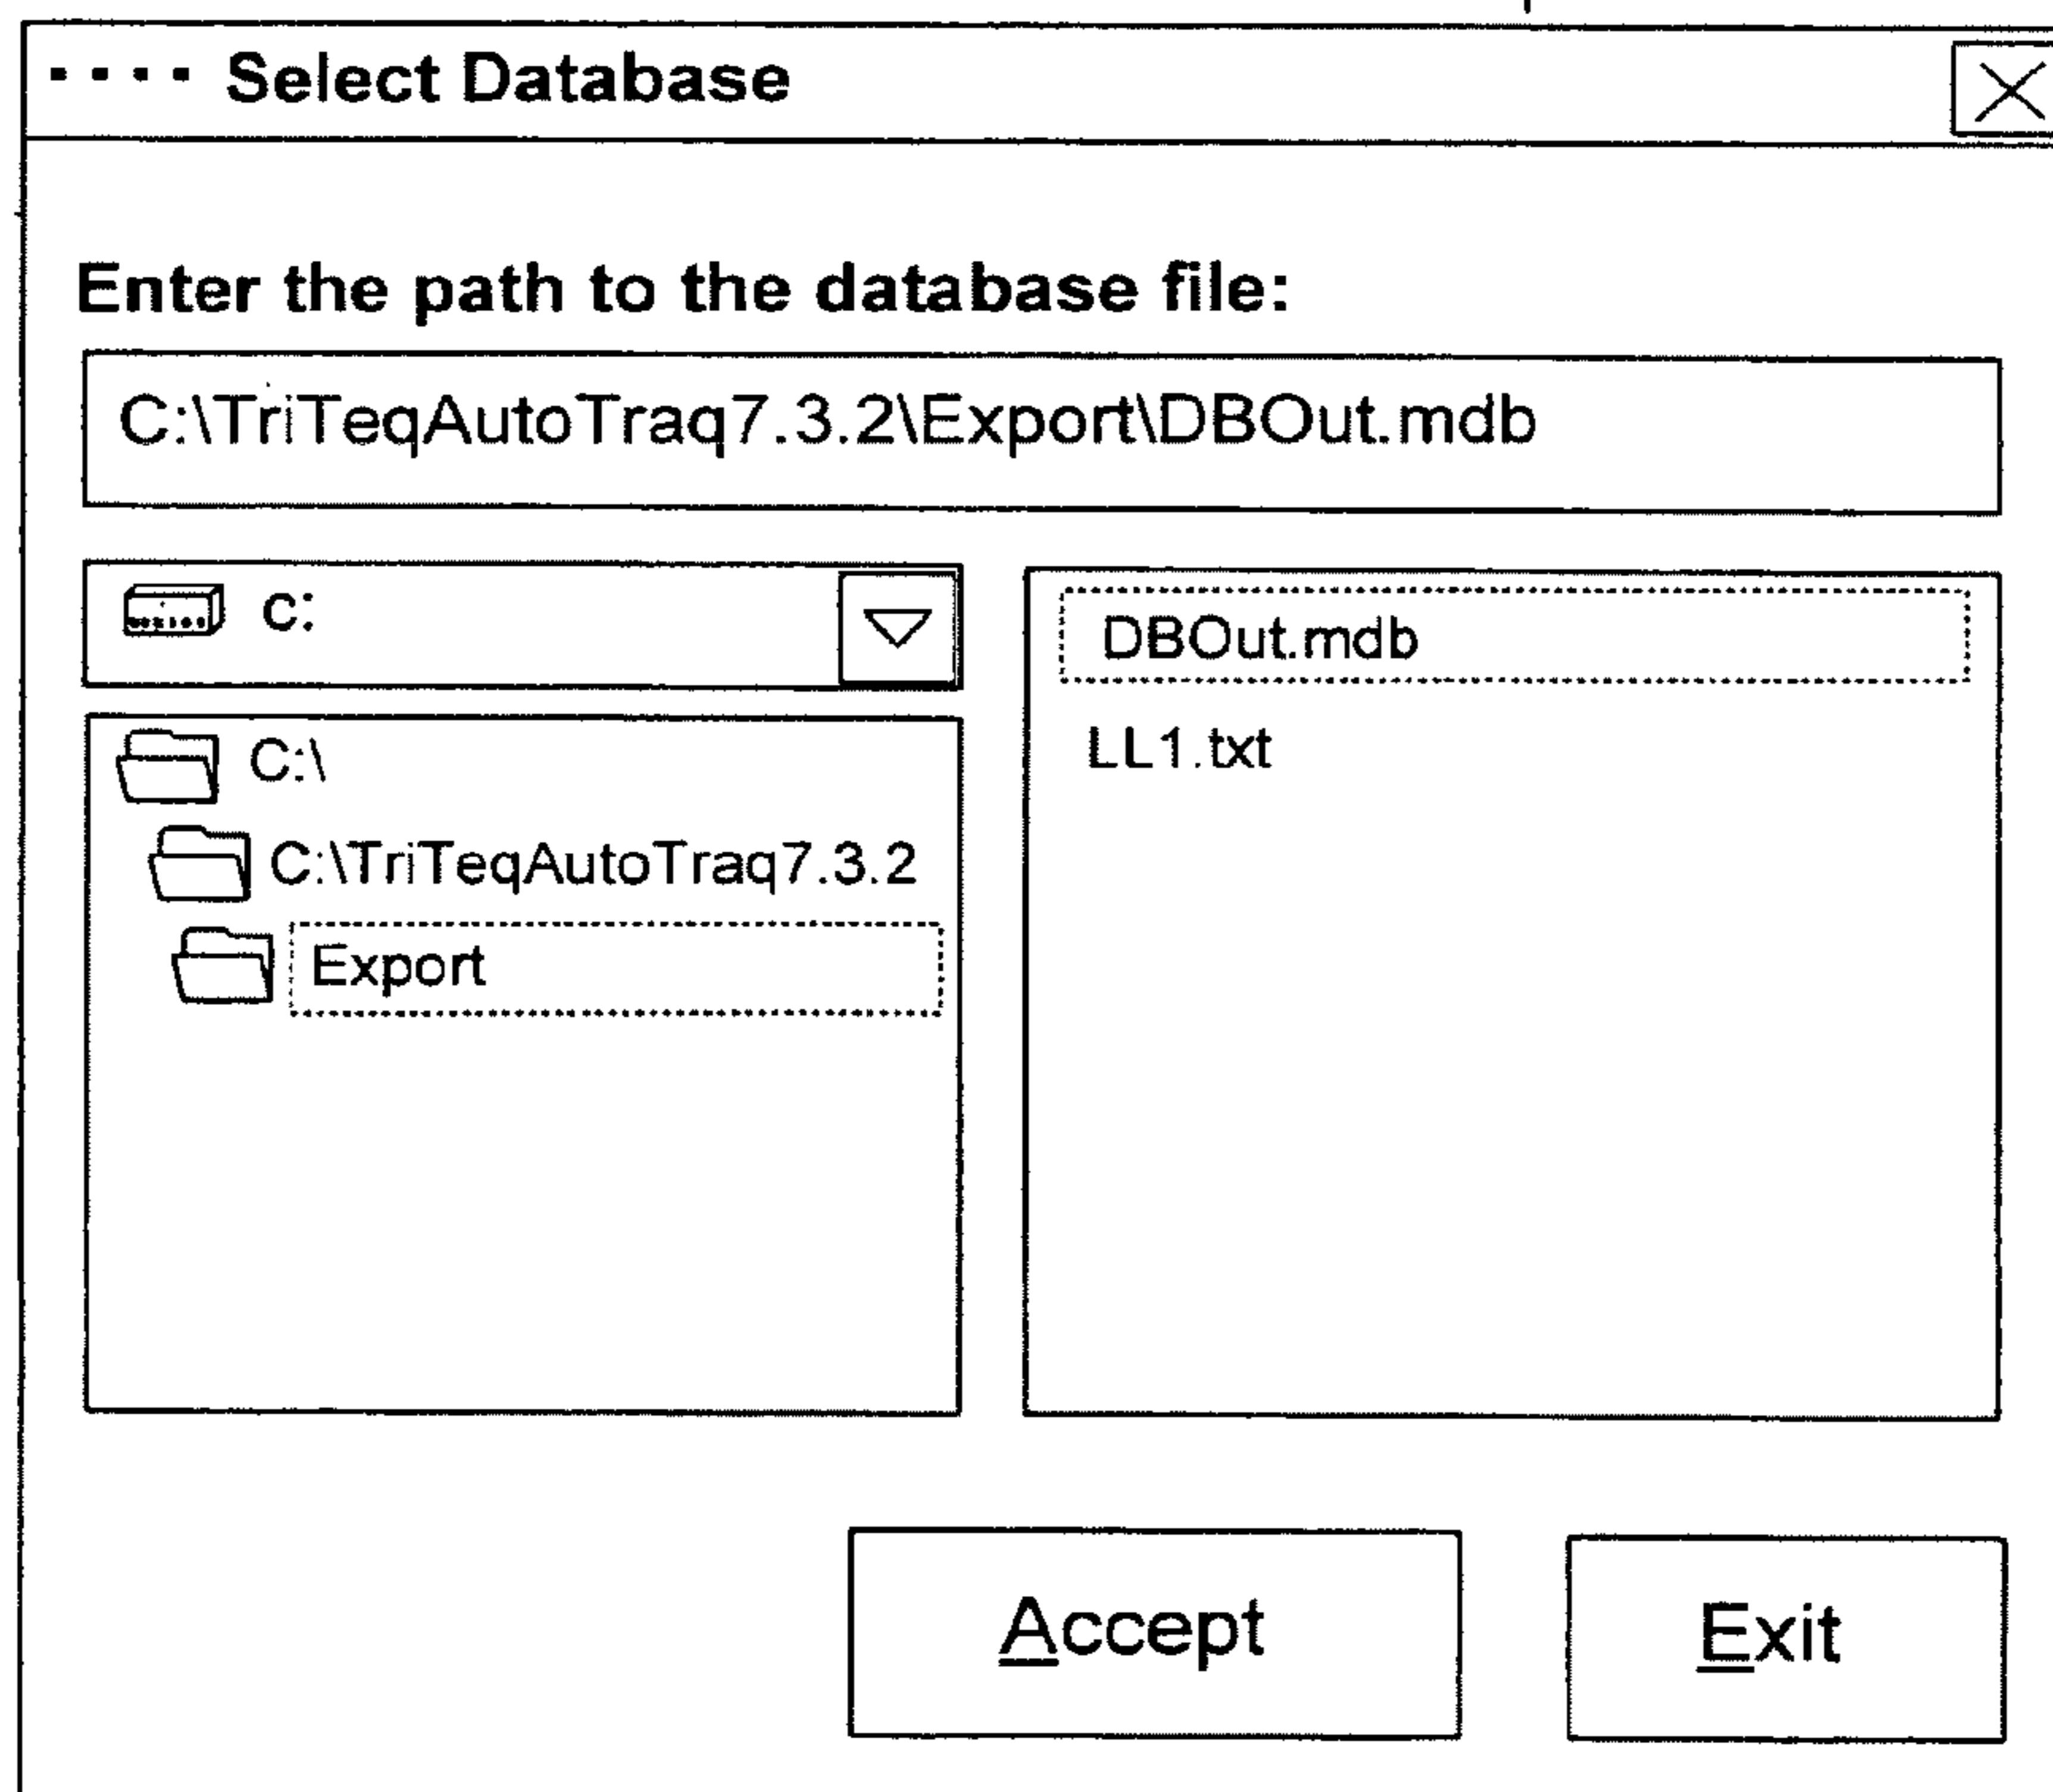 Select Database
Enter the path to the database file:
C:\TriTeqAutoTraq7.3.2\Export\DBOut.mdb
c:
C:\
C:\TriTeqAutoTraq7.3.2
Export
DBOut.mdb
LL1.txt
Accept
Exit